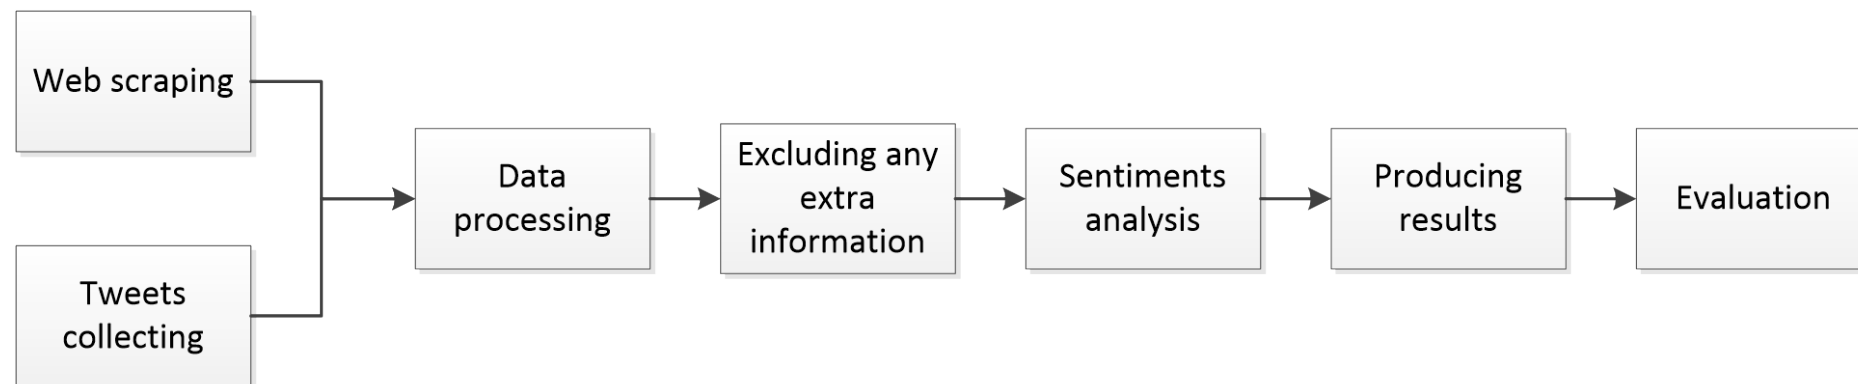 Web scraping
Tweets
collecting
Data
processing
Excluding any
extra
information
Sentiments
analysis
Producing
results
Evaluation